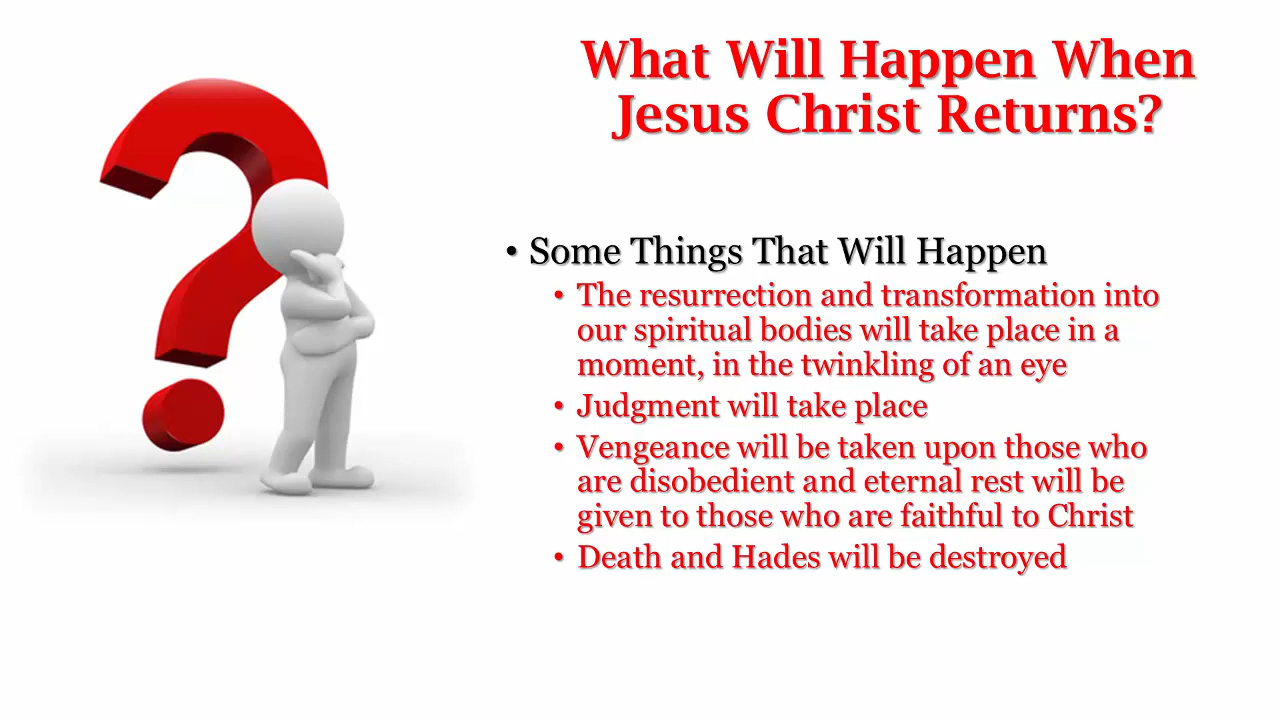 What Will Happen When
Jesus Christ Returns?
• Some Things That Will Happen
• The resurrection and transformation into
our spiritual bodies will take place in a
moment, in the twinkling of an eye
• Judgment will take place
• Vengeance will be taken upon those who
are disobedient and eternal rest will be
given to those who are faithful to Christ
• Death and Hades will be destroyed